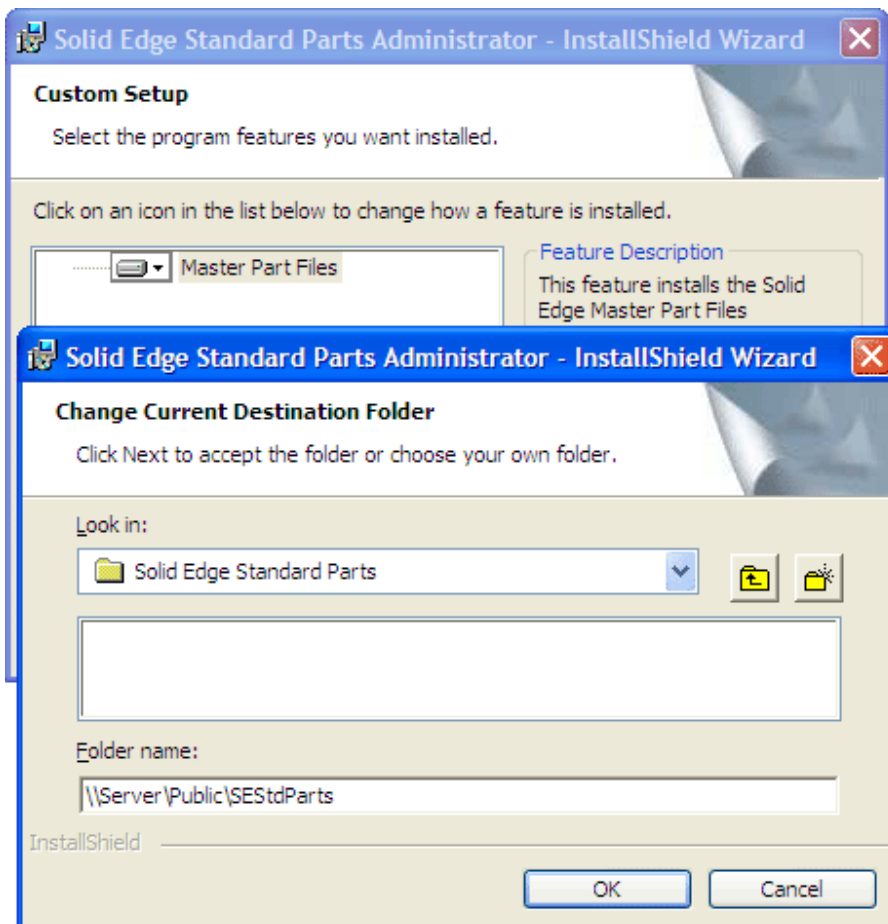 Solid Edge Standard Parts Administrator - InstallShield Wizard
Custom Setup
Select the program features you want installed.
Click on an icon in the list below to change how a feature is installed.
Master Part Files
Feature Description
This feature installs the Solid
Edge Master Part Files
Solid Edge Standard Parts Administrator - InstallShield Wizard
Change Current Destination Folder
Click Next to accept the folder or choose your own folder.
Look in:
Solid Edge Standard Parts
Folder name:
\\Server\Public\SEStdParts
InstallShield
OK
Cancel